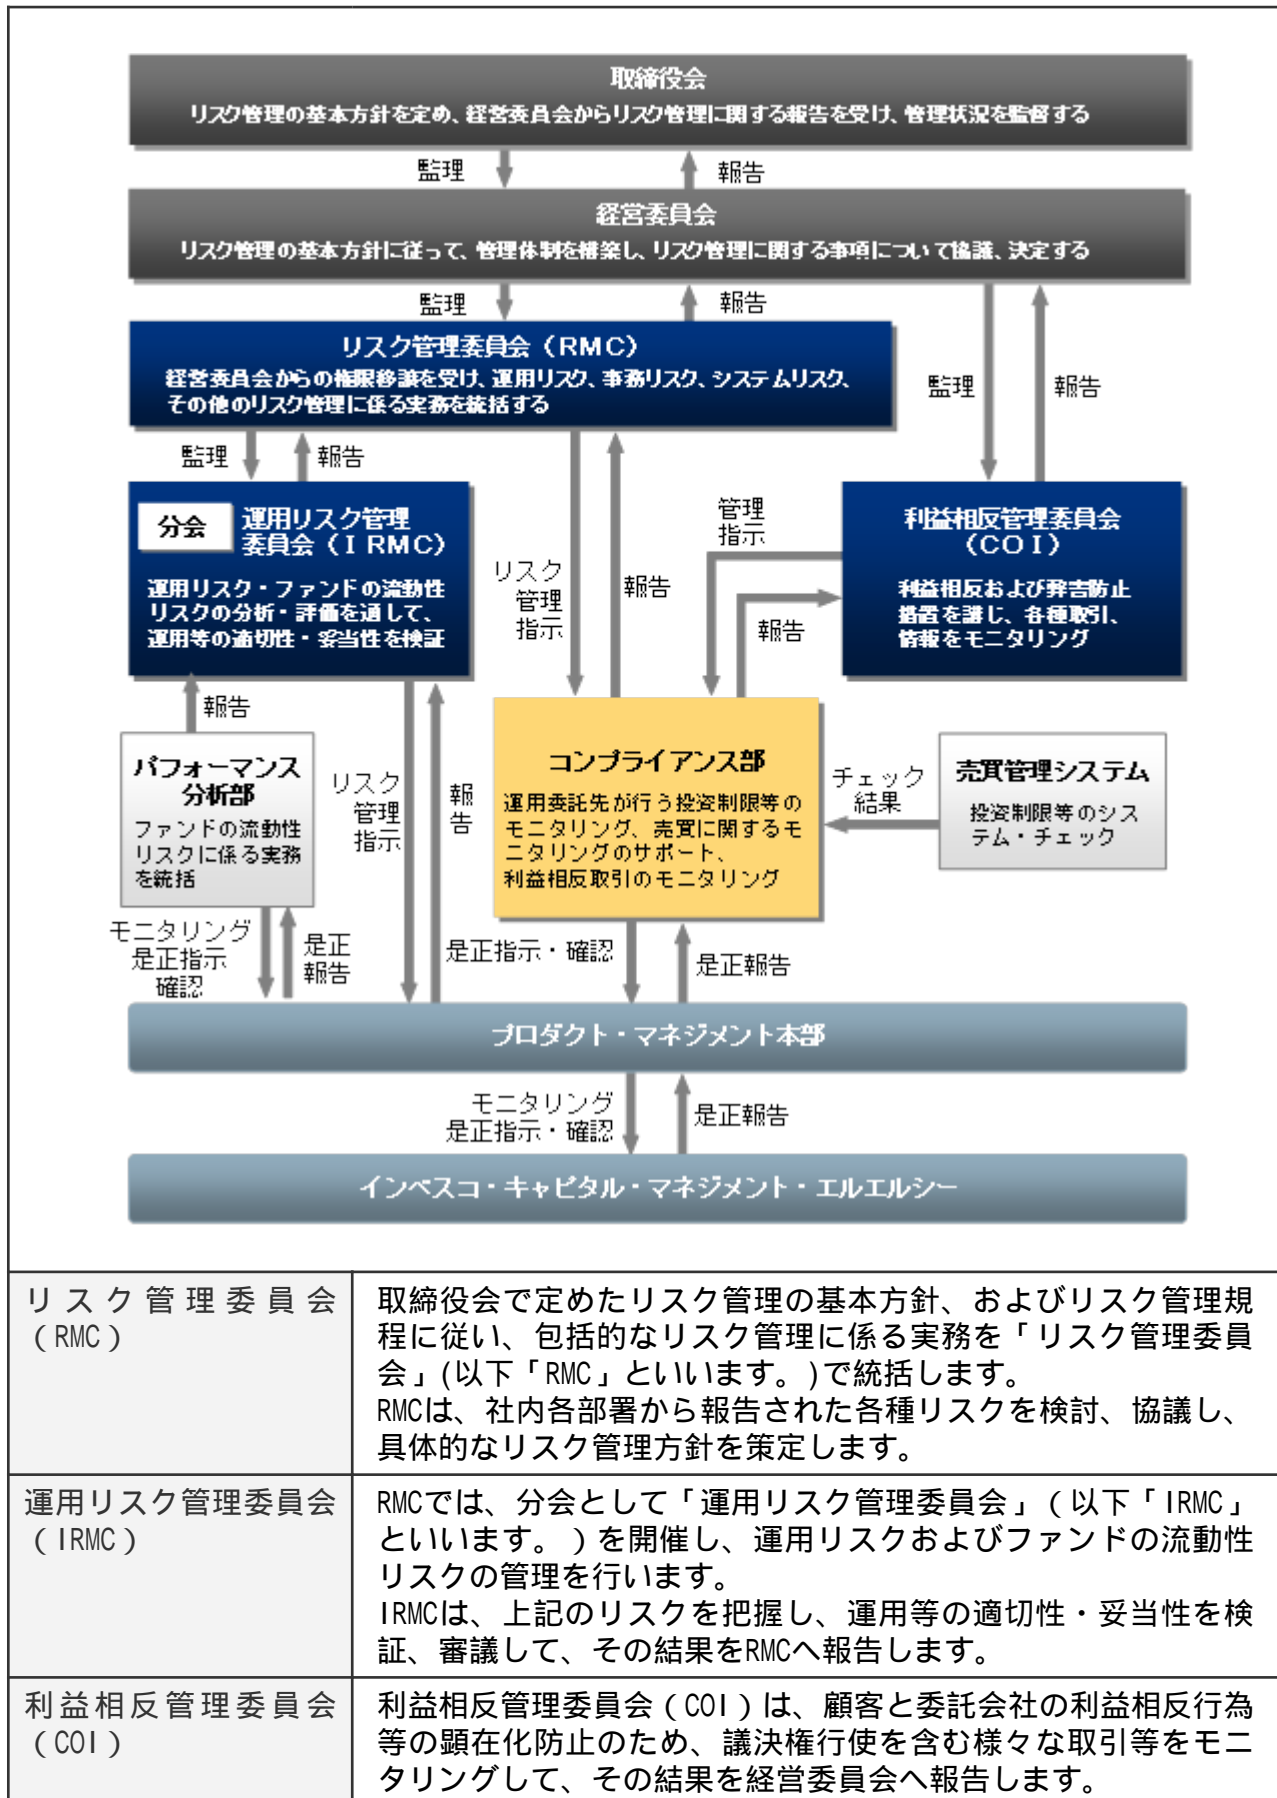 取締役会
リスク管理の基本方針を定め、経営委員会からリスク管理に関する報告を受け、管理状況を監督する
監理
報告
経営委員会
リスク管理の基本方針に従って、管理体制を構築し、リスク管理に関する事項について協議、決定する
監理
報告
リスク管理委員会（RMC）
経営委員会からの権限移譲を受け、運用リスク、事務リスク、システムリスク、
その他のリスク管理に係る実務を統括する
監理
報告
監理
報告
分会
運用リスク管理
委員会（IRMC）
運用リスク・ファンドの流動性
リスクの分析・評価を通して、
運用等の適切性・妥当性を検証
リスク
管理
指示
報告
管理
指示
報告
利益相反管理委員会
（COI）
利益相反および弊害防止
措置を講じ、各種取引、
情報をモニタリング
報告
パフォーマンス
分析部
ファンドの流動性
リスクに係る実務
を統括
リスク
管理
指示
報
告
コンプライアンス部
運用委託先が行う投資制限等の
モニタリング、売買に関するモ
ニタリングのサポート、
利益相反取引のモニタリング
チェック
結果
売買管理システム
投資制限等のシス
テム・チェック
モニタリング
是正指示
確認
是正
報告
是正指示・確認
是正報告
プロダクト・マネジメント本部
モニタリング
是正指示・確認
是正報告
インベスコ・キャピタル・マネジメント・エルエルシー
リスク管理委員会
（RMC）
取締役会で定めたリスク管理の基本方針、およびリスク管理規
程に従い、包括的なリスク管理に係る実務を「リスク管理委員
会」(以下「RMC」といいます。)で統括します。
RMCは、社内各部署から報告された各種リスクを検討、協議し、
具体的なリスク管理方針を策定します。
運用リスク管理委員会
（IRMC）
RMCでは、分会として「運用リスク管理委員会」（以下「IRMC」
といいます。）を開催し、運用リスクおよびファンドの流動性
リスクの管理を行います。
IRMCは、上記のリスクを把握し、運用等の適切性・妥当性を検
証、審議して、その結果をRMCへ報告します。
利益相反管理委員会
（COI）
利益相反管理委員会（COI）は、顧客と委託会社の利益相反行為
等の顕在化防止のため、議決権行使を含む様々な取引等をモニ
タリングして、その結果を経営委員会へ報告します。